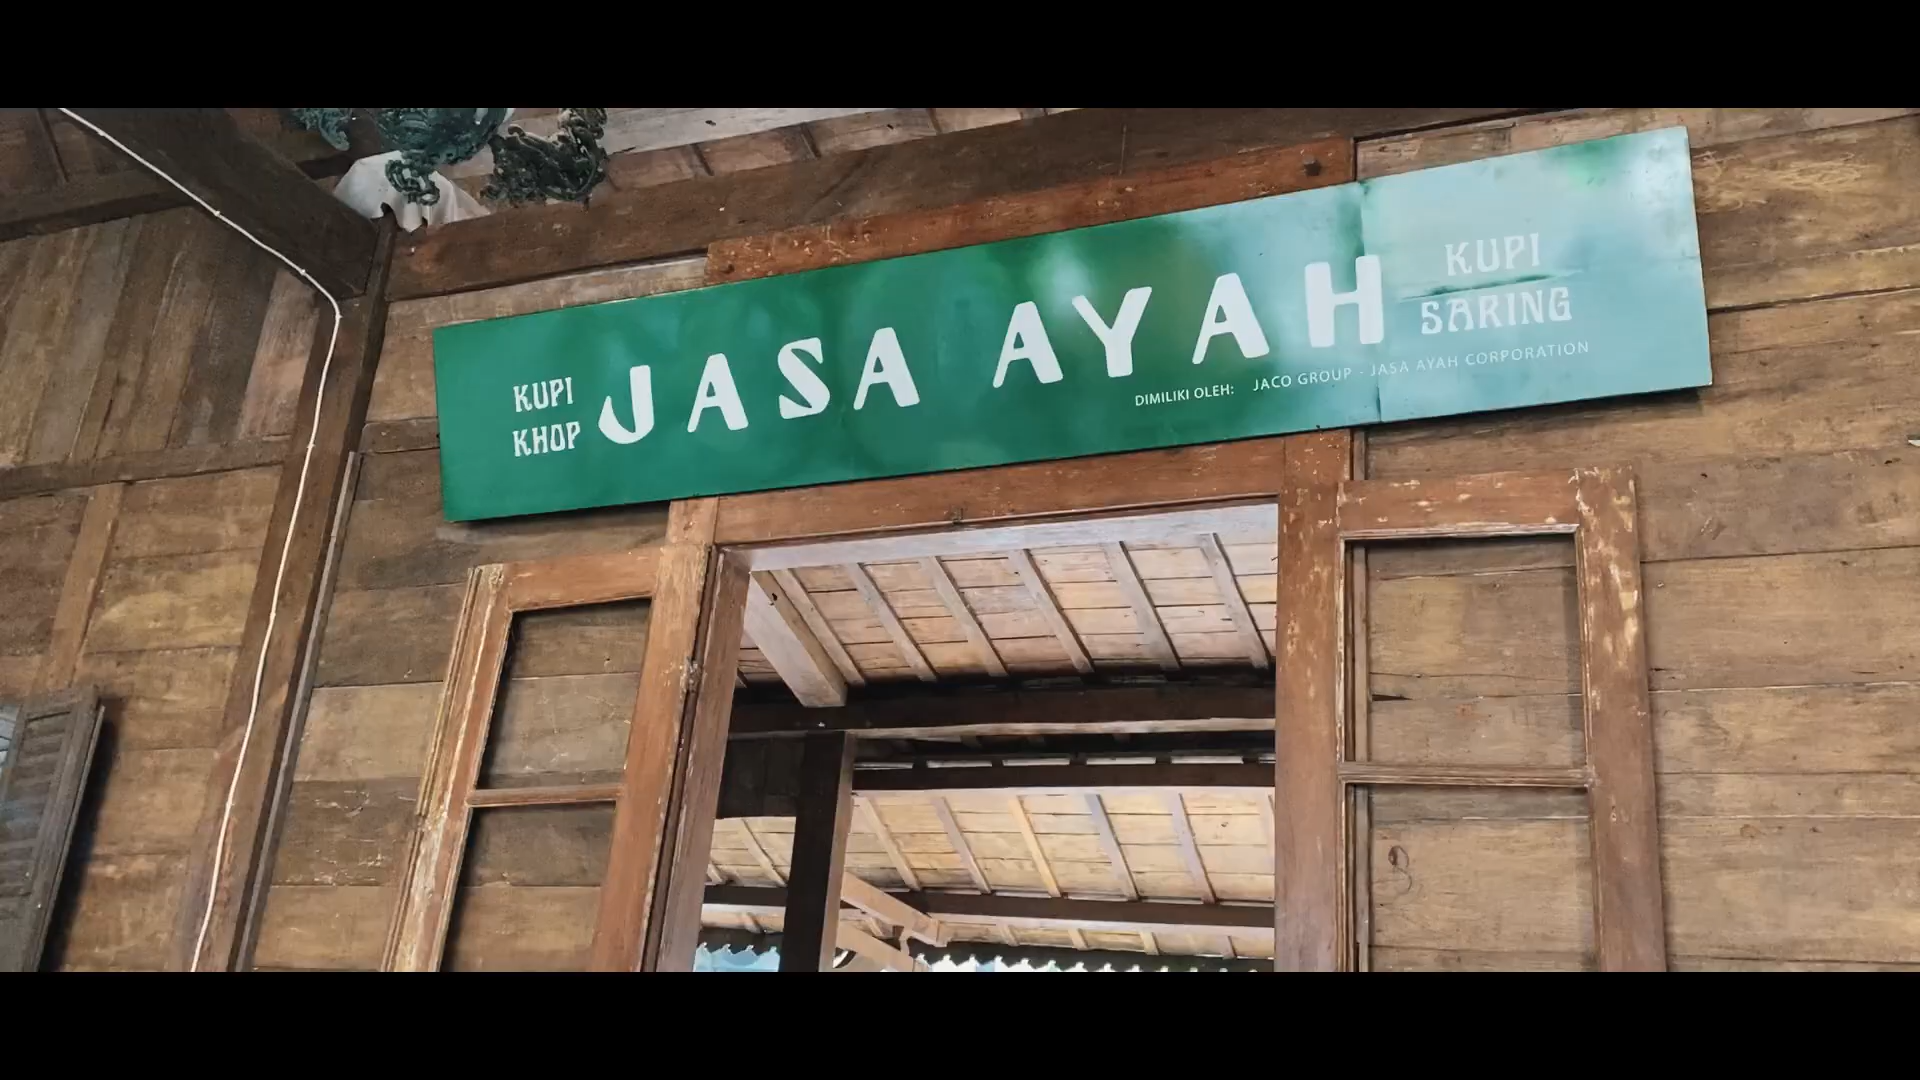 KUPI
KHOP
JASA AYAH
KUPI
SARING
DIMILIKI OLEH: JACO GROUP - JASA AYAH CORPORATION